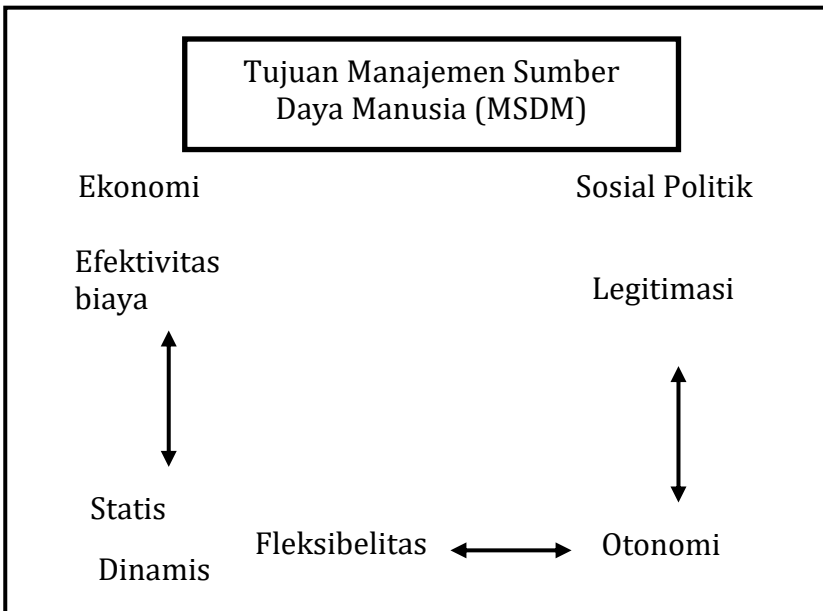 Tujuan Manajemen Sumber
Daya Manusia (MSDM)
Ekonomi
Sosial Politik
Efektivitas
biaya
Legitimasi
Statis
Dinamis
Fleksibelitas
Otonomi